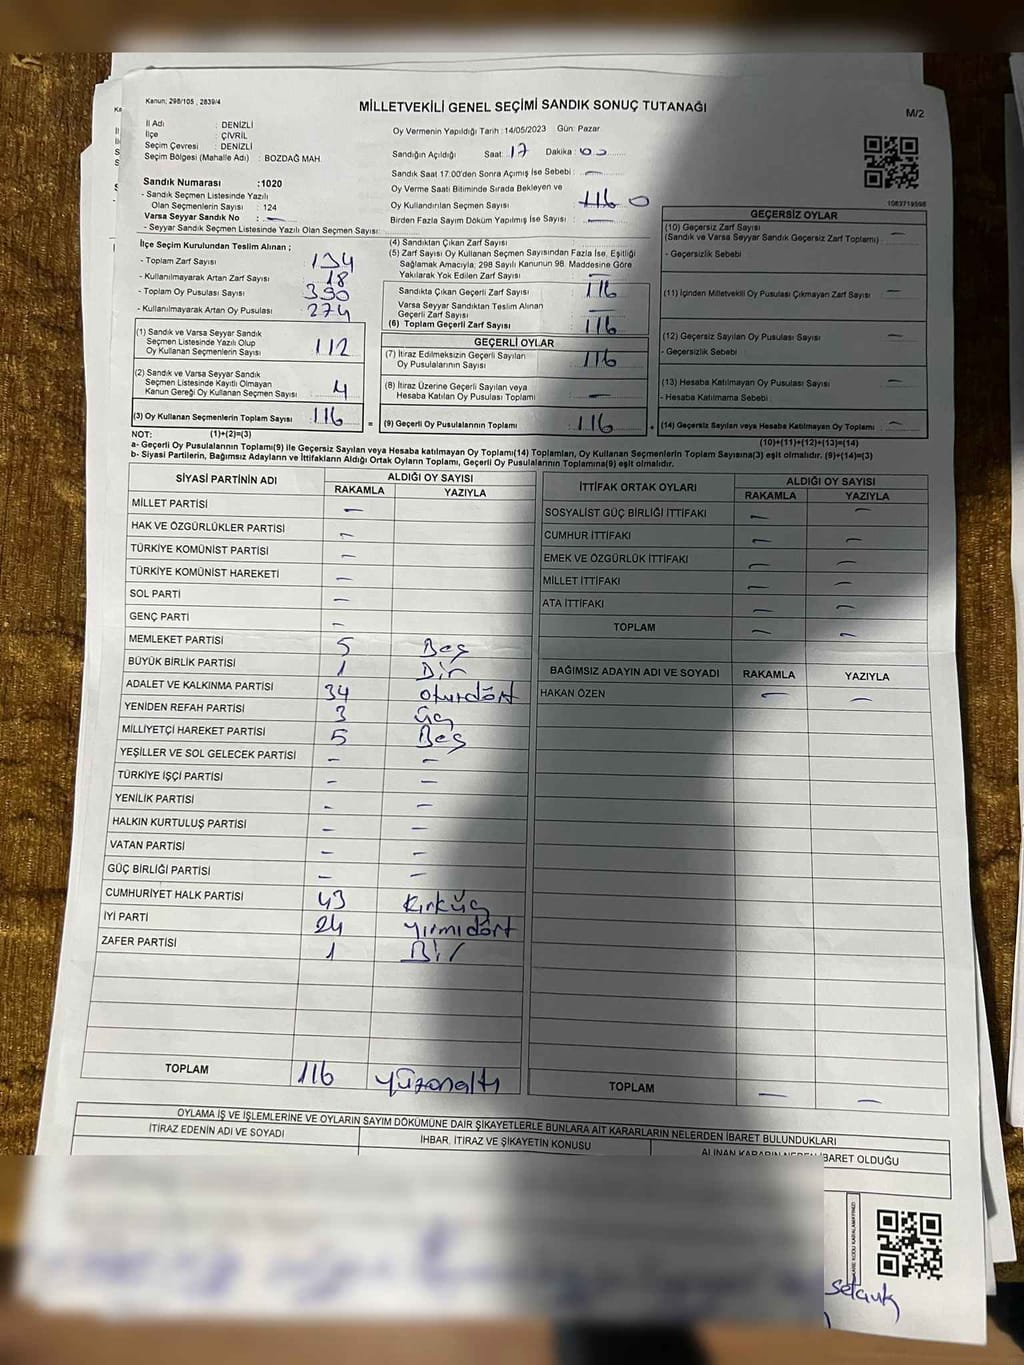 Kanun; 298/105 , 2839/4
MİLLETVEKİLİ GENEL SEÇİMİ SANDIK SONUÇ TUTANAĞI
M/2
İl Adı : DENİZLİ
İlçe : ÇİVRİL
Seçim Çevresi : DENİZLİ
Seçim Bölgesi (Mahalle Adı) : BOZDAĞ MAH.
Sandık Numarası :1020
- Sandık Seçmen Listesinde Yazılı
Olan Seçmenlerin Sayısı : 124
Varsa Seyyar Sandık No : -
- Seyyar Sandık Seçmen Listesinde Yazılı Olan Seçmen Sayısı:
Oy Vermenin Yapıldığı Tarih :14/05/2023 Gün: Pazar
Sandığın Açıldığı Saat: 17 Dakika : 00
Sandık Saat 17.00'den Sonra Açımış İse Sebebi : -
Oy Verme Saati Bitiminde Sırada Bekleyen ve
Oy Kullandırılan Seçmen Sayısı : 116 0
Birden Fazla Sayım Döküm Yapılmış İse Sayısı : -
1083719598
İlçe Seçim Kurulundan Teslim Alınan ;
- Toplam Zarf Sayısı 134
- Kullanılmayarak Artan Zarf Sayısı 18
- Toplam Oy Pusulası Sayısı 390
- Kullanılmayarak Artan Oy Pusulası 274
(1) Sandık ve Varsa Seyyar Sandık
Seçmen Listesinde Yazılı Olup
Oy Kullanan Seçmenlerin Sayısı 112
(2) Sandık ve Varsa Seyyar Sandık
Seçmen Listesinde Kayıtlı Olmayan
Kanun Gereği Oy Kullanan Seçmen Sayısı 4
(3) Oy Kullanan Seçmenlerin Toplam Sayısı 116
(4) Sandıktan Çıkan Zarf Sayısı
(5) Zarf Sayısı Oy Kullanan Seçmen Sayısından Fazla İse, Eşitliği
Sağlamak Amacıyla; 298 Sayılı Kanunun 98. Maddesine Göre
Yakılarak Yok Edilen Zarf Sayısı -
Sandıkta Çıkan Geçerli Zarf Sayısı : 116
Varsa Seyyar Sandıktan Teslim Alınan
Geçerli Zarf Sayısı : -
(6) Toplam Geçerli Zarf Sayısı : 116
GEÇERLİ OYLAR
(7) İtiraz Edilmeksizin Geçerli Sayılan
Oy Pusulalarının Sayısı : 116
(8) İtiraz Üzerine Geçerli Sayılan veya
Hesaba Katılan Oy Pusulası Toplamı : -
= (9) Geçerli Oy Pusulalarının Toplamı : 116 +
GEÇERSİZ OYLAR
(10) Geçersiz Zarf Sayısı
(Sandık ve Varsa Seyyar Sandık Geçersiz Zarf Toplamı) : -
- Geçersizlik Sebebi :
(11) İçinden Milletvekili Oy Pusulası Çıkmayan Zarf Sayısı : -
(12) Geçersiz Sayılan Oy Pusulası Sayısı : -
- Geçersizlik Sebebi :
(13) Hesaba Katılmayan Oy Pusulası Sayısı : -
- Hesaba Katılmama Sebebi :
(14) Geçersiz Sayılan veya Hesaba Katılmayan Oy Toplamı : -
NOT: (1)+(2)=(3) (10)+(11)+(12)+(13)=(14)
a- Geçerli Oy Pusulalarının Toplamı(9) ile Geçersiz Sayılan veya Hesaba katılmayan Oy Toplamı(14) Toplamları, Oy Kullanan Seçmenlerin Toplam Sayısına(3) eşit olmalıdır. (9)+(14)=(3)
b- Siyasi Partilerin, Bağımsız Adayların ve İttifakların Aldığı Ortak Oyların Toplamı, Geçerli Oy Pusulalarının Toplamına(9) eşit olmalıdır.
SİYASİ PARTİNİN ADI ALDIĞI OY SAYISI
RAKAMLA YAZIYLA
MİLLET PARTİSİ -
HAK VE ÖZGÜRLÜKLER PARTİSİ -
TÜRKİYE KOMÜNİST PARTİSİ -
TÜRKİYE KOMÜNİST HAREKETİ -
SOL PARTİ -
GENÇ PARTİ -
MEMLEKET PARTİSİ 5 Beş
BÜYÜK BİRLİK PARTİSİ 1 Bir
ADALET VE KALKINMA PARTİSİ 34 oturdört
YENİDEN REFAH PARTİSİ 3 üç
MİLLİYETÇİ HAREKET PARTİSİ 5 Beş
YEŞİLLER VE SOL GELECEK PARTİSİ - -
TÜRKİYE İŞÇİ PARTİSİ - -
YENİLİK PARTİSİ - -
HALKIN KURTULUŞ PARTİSİ - -
VATAN PARTİSİ - -
GÜÇ BİRLİĞİ PARTİSİ - -
CUMHURİYET HALK PARTİSİ 43 Kırküç
İYİ PARTİ 24 yirmidört
ZAFER PARTİSİ 1 Bir
TOPLAM 116 yüzonaltı
İTTİFAK ORTAK OYLARI ALDIĞI OY SAYISI
RAKAMLA YAZIYLA
SOSYALİST GÜÇ BİRLİĞİ İTTİFAKI - -
CUMHUR İTTİFAKI - -
EMEK VE ÖZGÜRLÜK İTTİFAKI - -
MİLLET İTTİFAKI - -
ATA İTTİFAKI - -
TOPLAM - -
BAĞIMSIZ ADAYIN ADI VE SOYADI RAKAMLA YAZIYLA
HAKAN ÖZEN - -
TOPLAM - -
OYLAMA İŞ VE İŞLEMLERİNE VE OYLARIN SAYIM DÖKÜMÜNE DAİR ŞİKAYETLERLE BUNLARA AİT KARARLARIN NELERDEN İBARET BULUNDUKLARI
İTİRAZ EDENİN ADI VE SOYADI İHBAR, İTİRAZ VE ŞİKAYETİN KONUSU ALINAN KARARIN NEDEN İBARET OLDUĞU